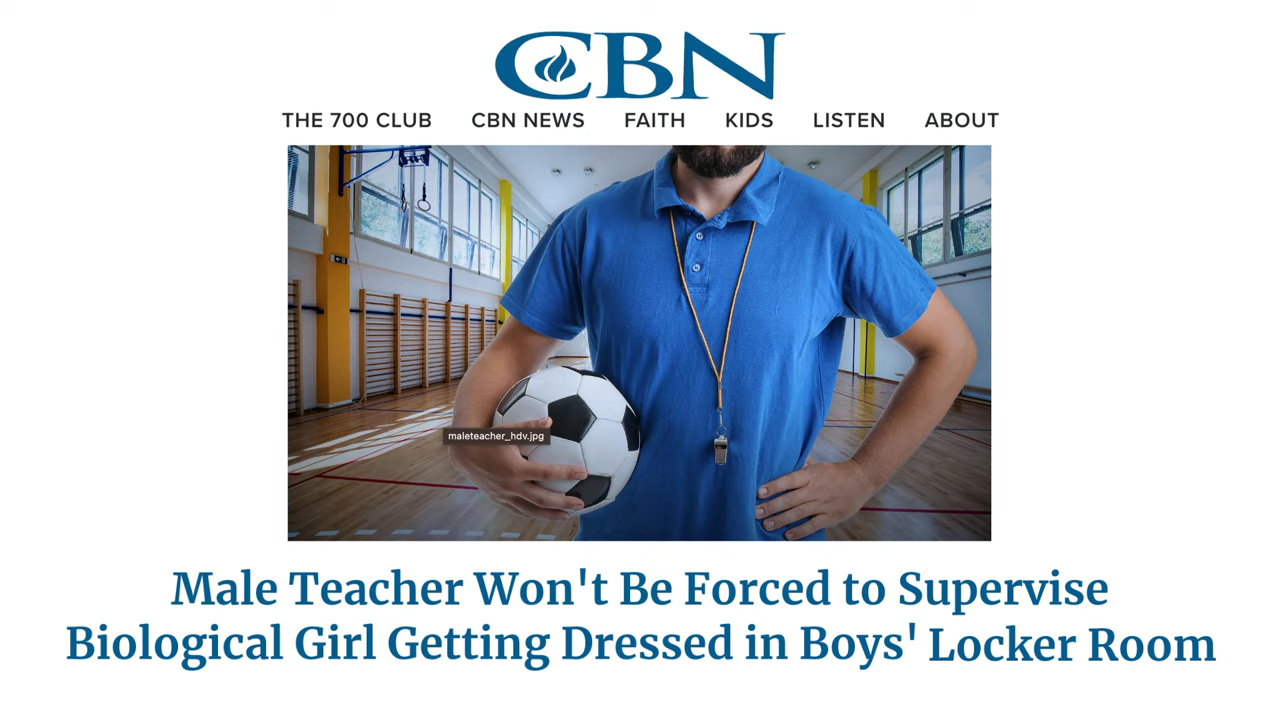 CBN
THE 700 CLUB CBN NEWS FAITH KIDS LISTEN ABOUT
maleteacher_hdv.jpg
Male Teacher Won't Be Forced to Supervise
Biological Girl Getting Dressed in Boys' Locker Room